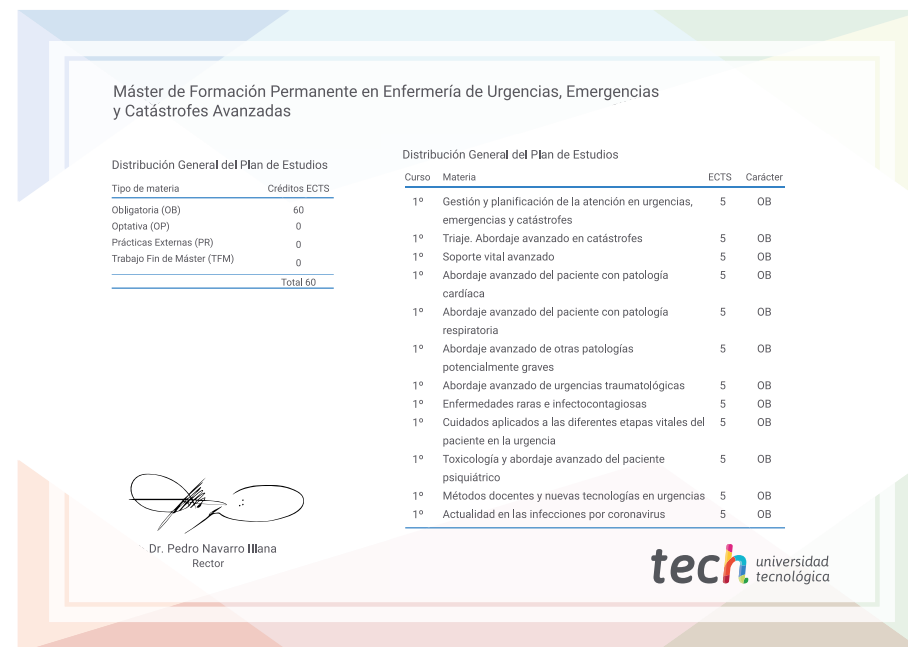 Máster de Formación Permanente en Enfermería de Urgencias, Emergencias
y Catástrofes Avanzadas
Distribución General del Plan de Estudios
Tipo de materia Créditos ECTS
Obligatoria (OB) 60
Optativa (OP) 0
Prácticas Externas (PR) 0
Trabajo Fin de Máster (TFM) 0
Total 60
Distribución General del Plan de Estudios
Curso Materia ECTS Carácter
1º Gestión y planificación de la atención en urgencias, 5 OB
emergencias y catástrofes
1º Triaje. Abordaje avanzado en catástrofes 5 OB
1º Soporte vital avanzado 5 OB
1º Abordaje avanzado del paciente con patología 5 OB
cardíaca
1º Abordaje avanzado del paciente con patología 5 OB
respiratoria
1º Abordaje avanzado de otras patologías 5 OB
potencialmente graves
1º Abordaje avanzado de urgencias traumatológicas 5 OB
1º Enfermedades raras e infectocontagiosas 5 OB
1º Cuidados aplicados a las diferentes etapas vitales del 5 OB
paciente en la urgencia
1º Toxicología y abordaje avanzado del paciente 5 OB
psiquiátrico
1º Métodos docentes y nuevas tecnologías en urgencias 5 OB
1º Actualidad en las infecciones por coronavirus 5 OB
Dr. Pedro Navarro Illana
Rector
tech universidad
tecnológica